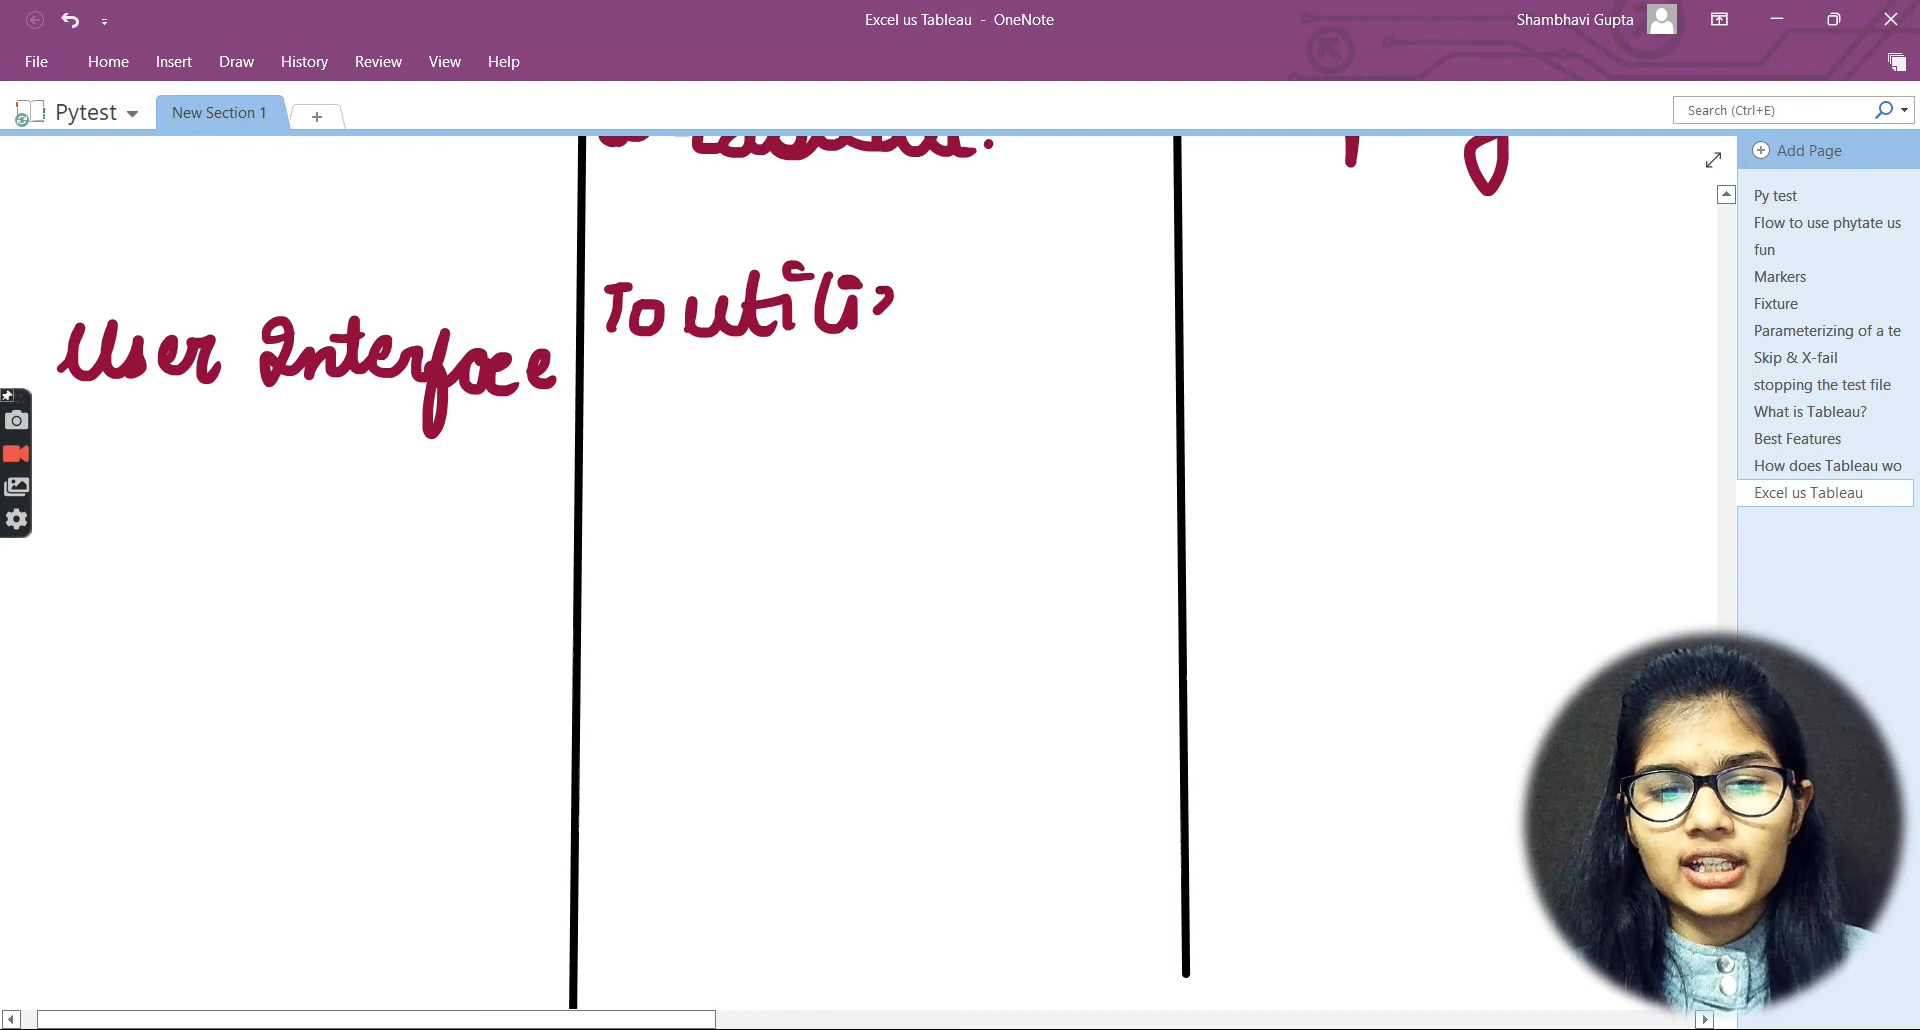 Excel us Tableau - OneNote
Shambhavi Gupta
File Home Insert Draw History Review View Help
Pytest
New Section 1
+
Search (Ctrl+E)
Add Page
Py test
Flow to use phytate us
fun
Markers
Fixture
Parameterizing of a te
Skip & X-fail
stopping the test file
What is Tableau?
Best Features
How does Tableau wo
Excel us Tableau
User Interface
To utili